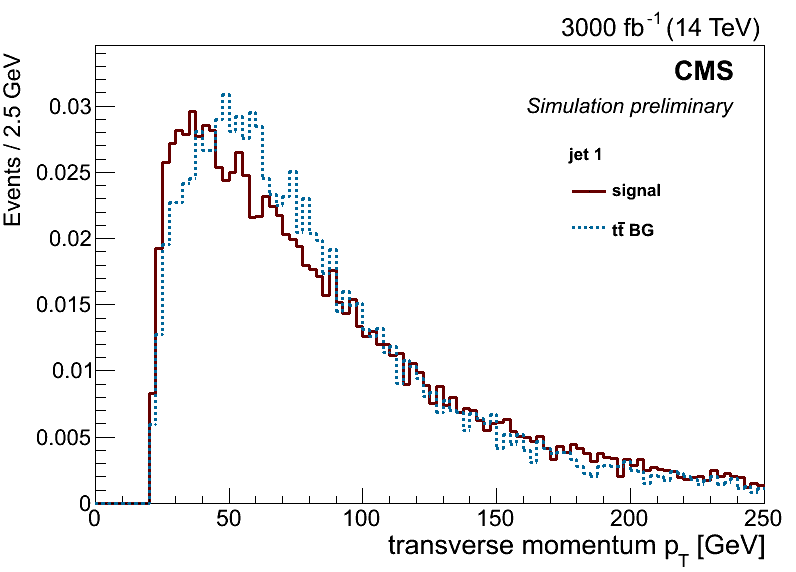 3000 fb⁻¹ (14 TeV)
CMS
Simulation preliminary
jet 1
signal
tt̄ BG
Events / 2.5 GeV
0.03
0.025
0.02
0.015
0.01
0.005
0
0 50 100 150 200 250
transverse momentum p_T [GeV]